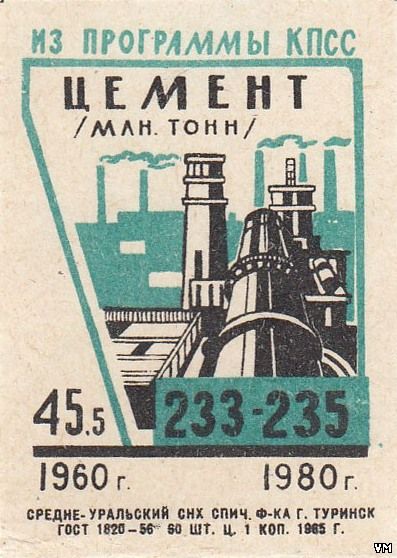 ИЗ ПРОГРАММЫ КПСС
ЦЕМЕНТ
/МЛН. ТОНН/
45,5
233-235
1960 г. 1980 г.
СРЕДНЕ-УРАЛЬСКИЙ СНХ СПИЧ. Ф-КА Г. ТУРИНСК
ГОСТ 1820-56 60 ШТ. Ц. 1 КОП. 1965 Г.
VM